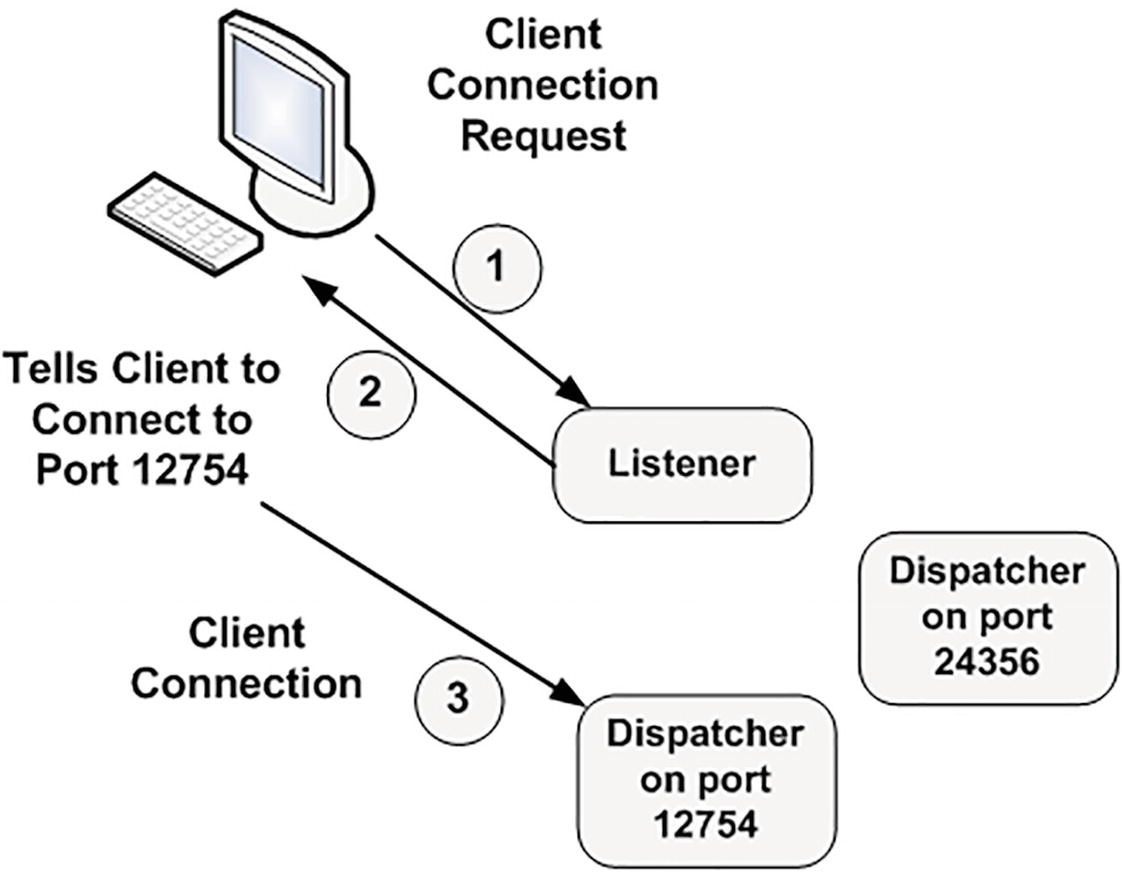 Client
Connection
Request
1
2
Tells Client to
Connect to
Port 12754
Listener
Dispatcher
on port
24356
Client
Connection
3
Dispatcher
on port
12754